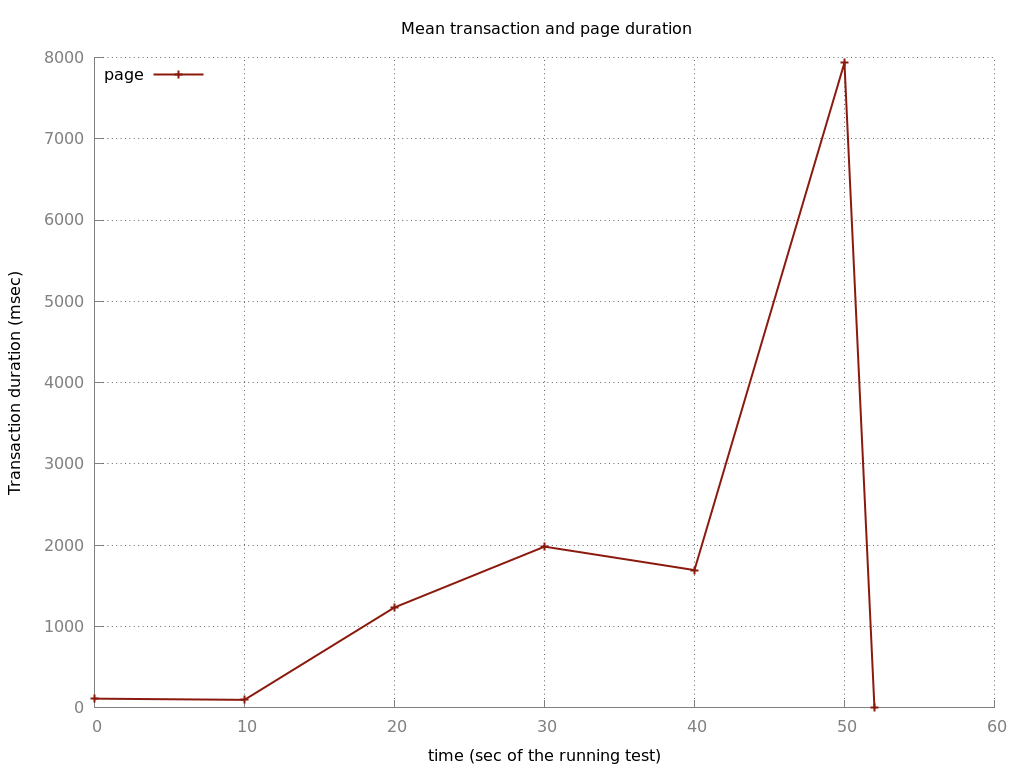 Mean transaction and page duration
page
8000
7000
6000
5000
4000
3000
2000
1000
0
Transaction duration (msec)
0 10 20 30 40 50 60
time (sec of the running test)